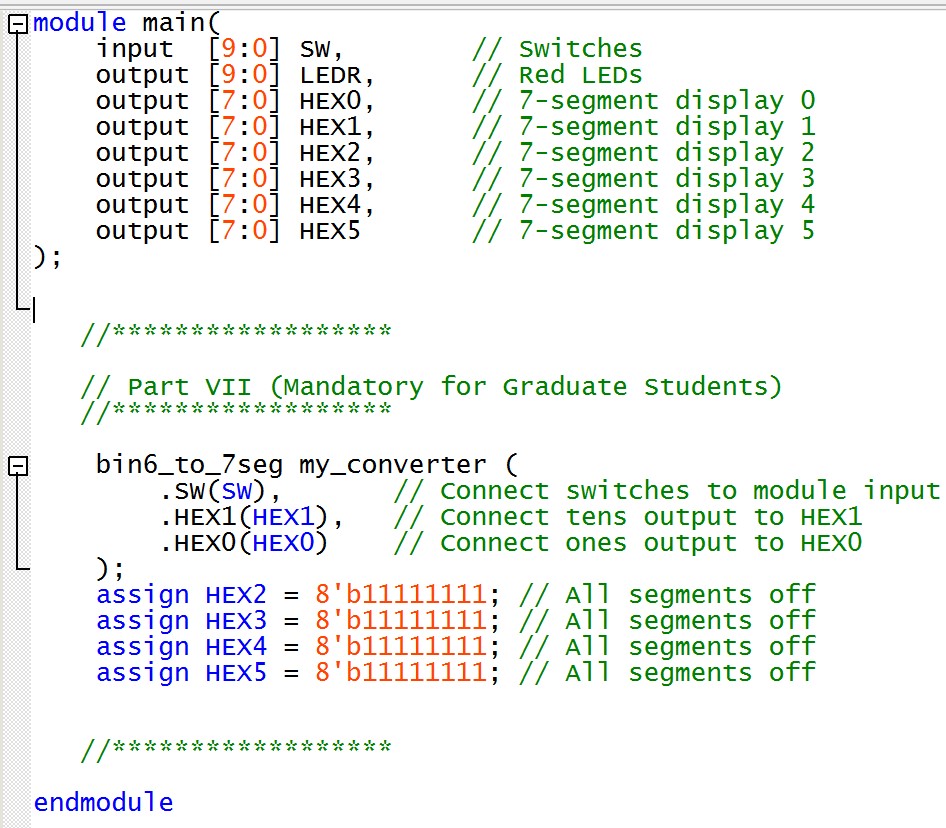 module main(
    input  [9:0] SW,        // Switches
    output [9:0] LEDR,      // Red LEDs
    output [7:0] HEX0,      // 7-segment display 0
    output [7:0] HEX1,      // 7-segment display 1
    output [7:0] HEX2,      // 7-segment display 2
    output [7:0] HEX3,      // 7-segment display 3
    output [7:0] HEX4,      // 7-segment display 4
    output [7:0] HEX5       // 7-segment display 5
);
   //******************
   // Part VII (Mandatory for Graduate Students)
   //******************
    bin6_to_7seg my_converter (
        .SW(SW),       // Connect switches to module input
        .HEX1(HEX1),   // Connect tens output to HEX1
        .HEX0(HEX0)    // Connect ones output to HEX0
    );
    assign HEX2 = 8'b11111111; // All segments off
    assign HEX3 = 8'b11111111; // All segments off
    assign HEX4 = 8'b11111111; // All segments off
    assign HEX5 = 8'b11111111; // All segments off
   //******************
endmodule